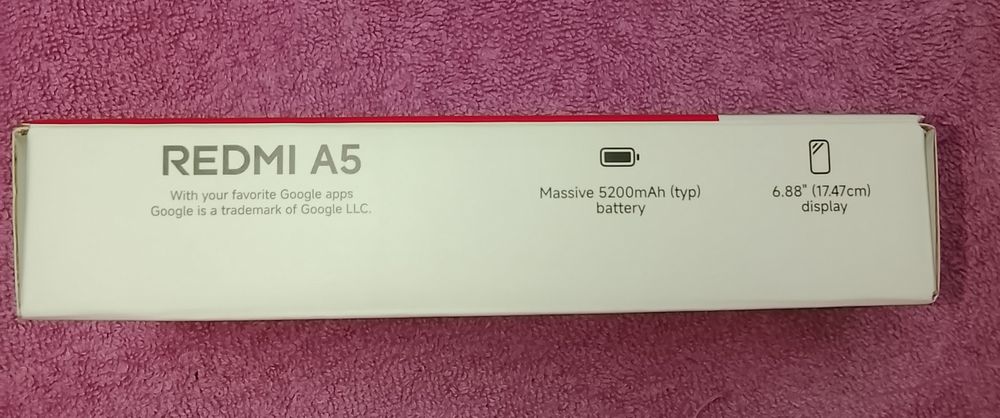 REDMI A5
With your favorite Google apps
Google is a trademark of Google LLC.
Massive 5200mAh (typ)
battery
6.88" (17.47cm)
display